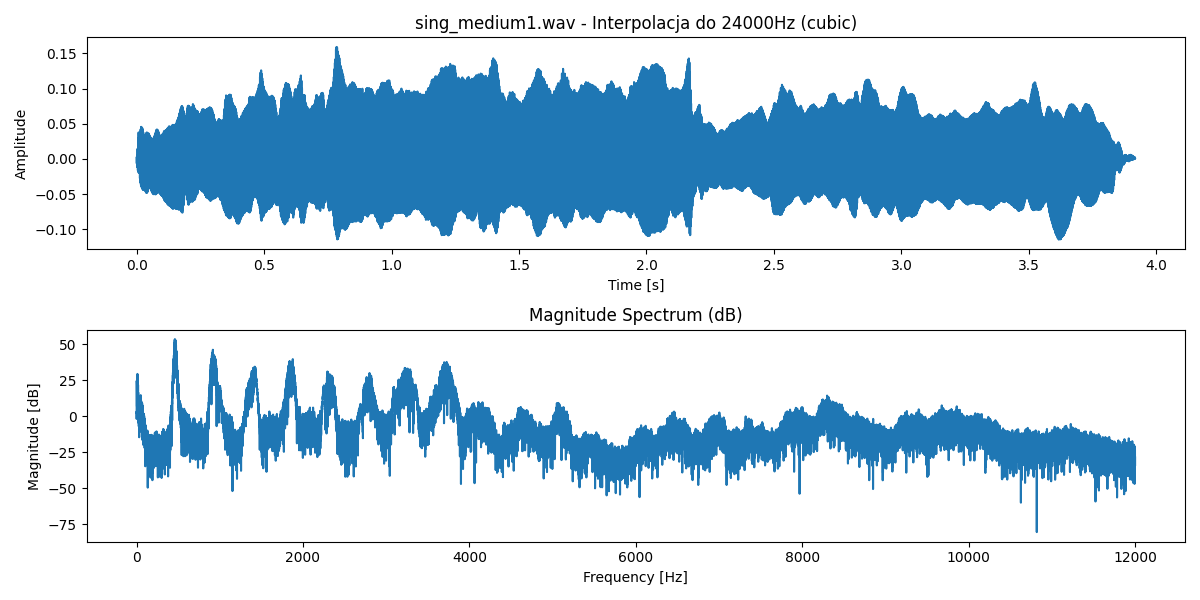 sing_medium1.wav - Interpolacja do 24000Hz (cubic)
0.15
0.10
0.05
0.00
−0.05
−0.10
Amplitude
0.0 0.5 1.0 1.5 2.0 2.5 3.0 3.5 4.0
Time [s]
Magnitude Spectrum (dB)
50
25
0
−25
−50
−75
Magnitude [dB]
0 2000 4000 6000 8000 10000 12000
Frequency [Hz]